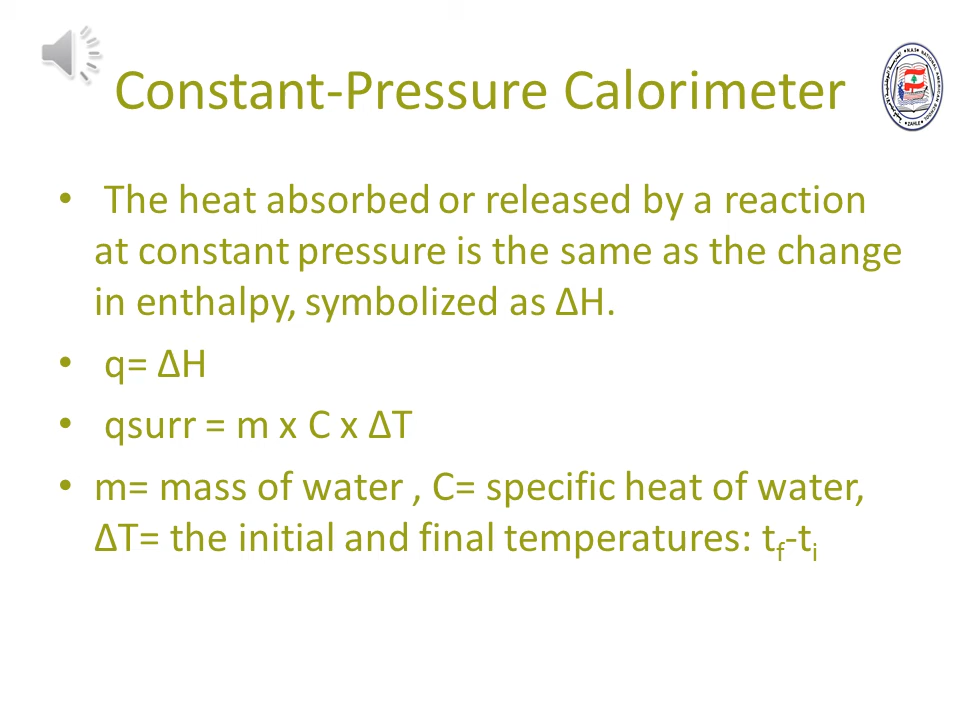 Constant-Pressure Calorimeter
• The heat absorbed or released by a reaction
at constant pressure is the same as the change
in enthalpy, symbolized as ΔH.
• q= ΔH
• qsurr = m x C x ΔT
• m= mass of water , C= specific heat of water,
ΔT= the initial and final temperatures: tf-ti